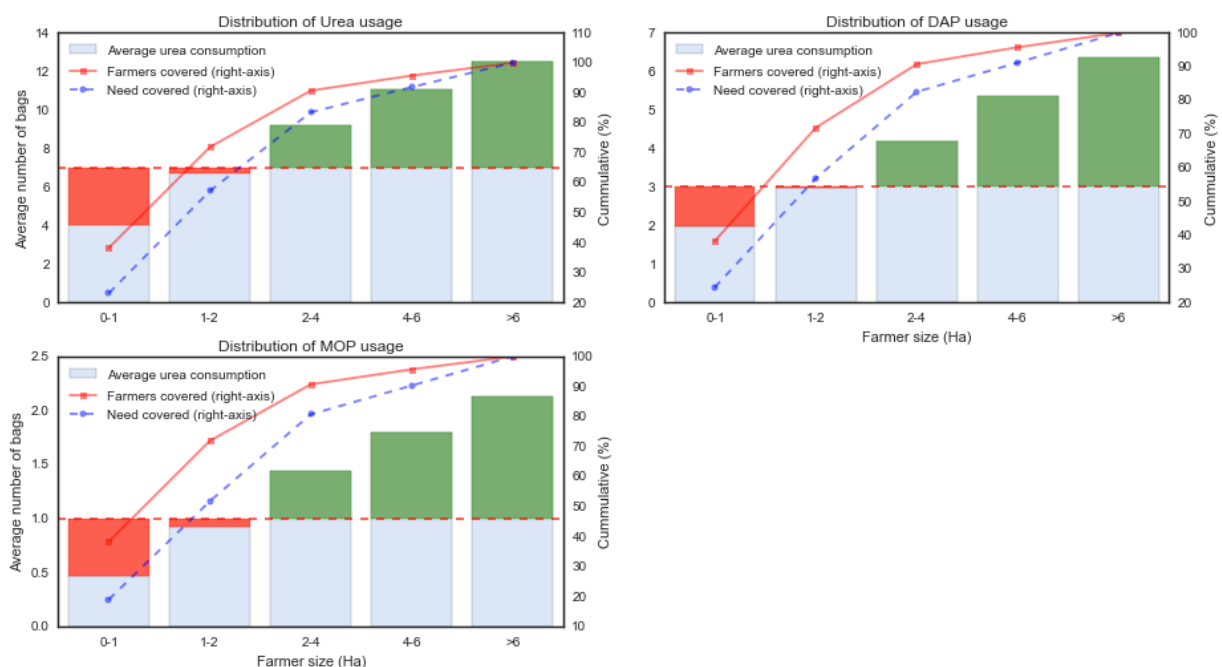 Distribution of Urea usage
14
12
10
8
6
4
2
0
Average number of bags
Average urea consumption
Farmers covered (right-axis)
Need covered (right-axis)
110
100
90
80
70
60
50
40
30
20
Cummulative (%)
0-1 1-2 2-4 4-6 >6
Distribution of DAP usage
7
6
5
4
3
2
1
0
Average urea consumption
Farmers covered (right-axis)
Need covered (right-axis)
100
90
80
70
60
50
40
30
20
Cummulative (%)
0-1 1-2 2-4 4-6 >6
Farmer size (Ha)
Distribution of MOP usage
2.5
2.0
1.5
1.0
0.5
0.0
Average number of bags
Average urea consumption
Farmers covered (right-axis)
Need covered (right-axis)
100
90
80
70
60
50
40
30
20
10
Cummulative (%)
0-1 1-2 2-4 4-6 >6
Farmer size (Ha)